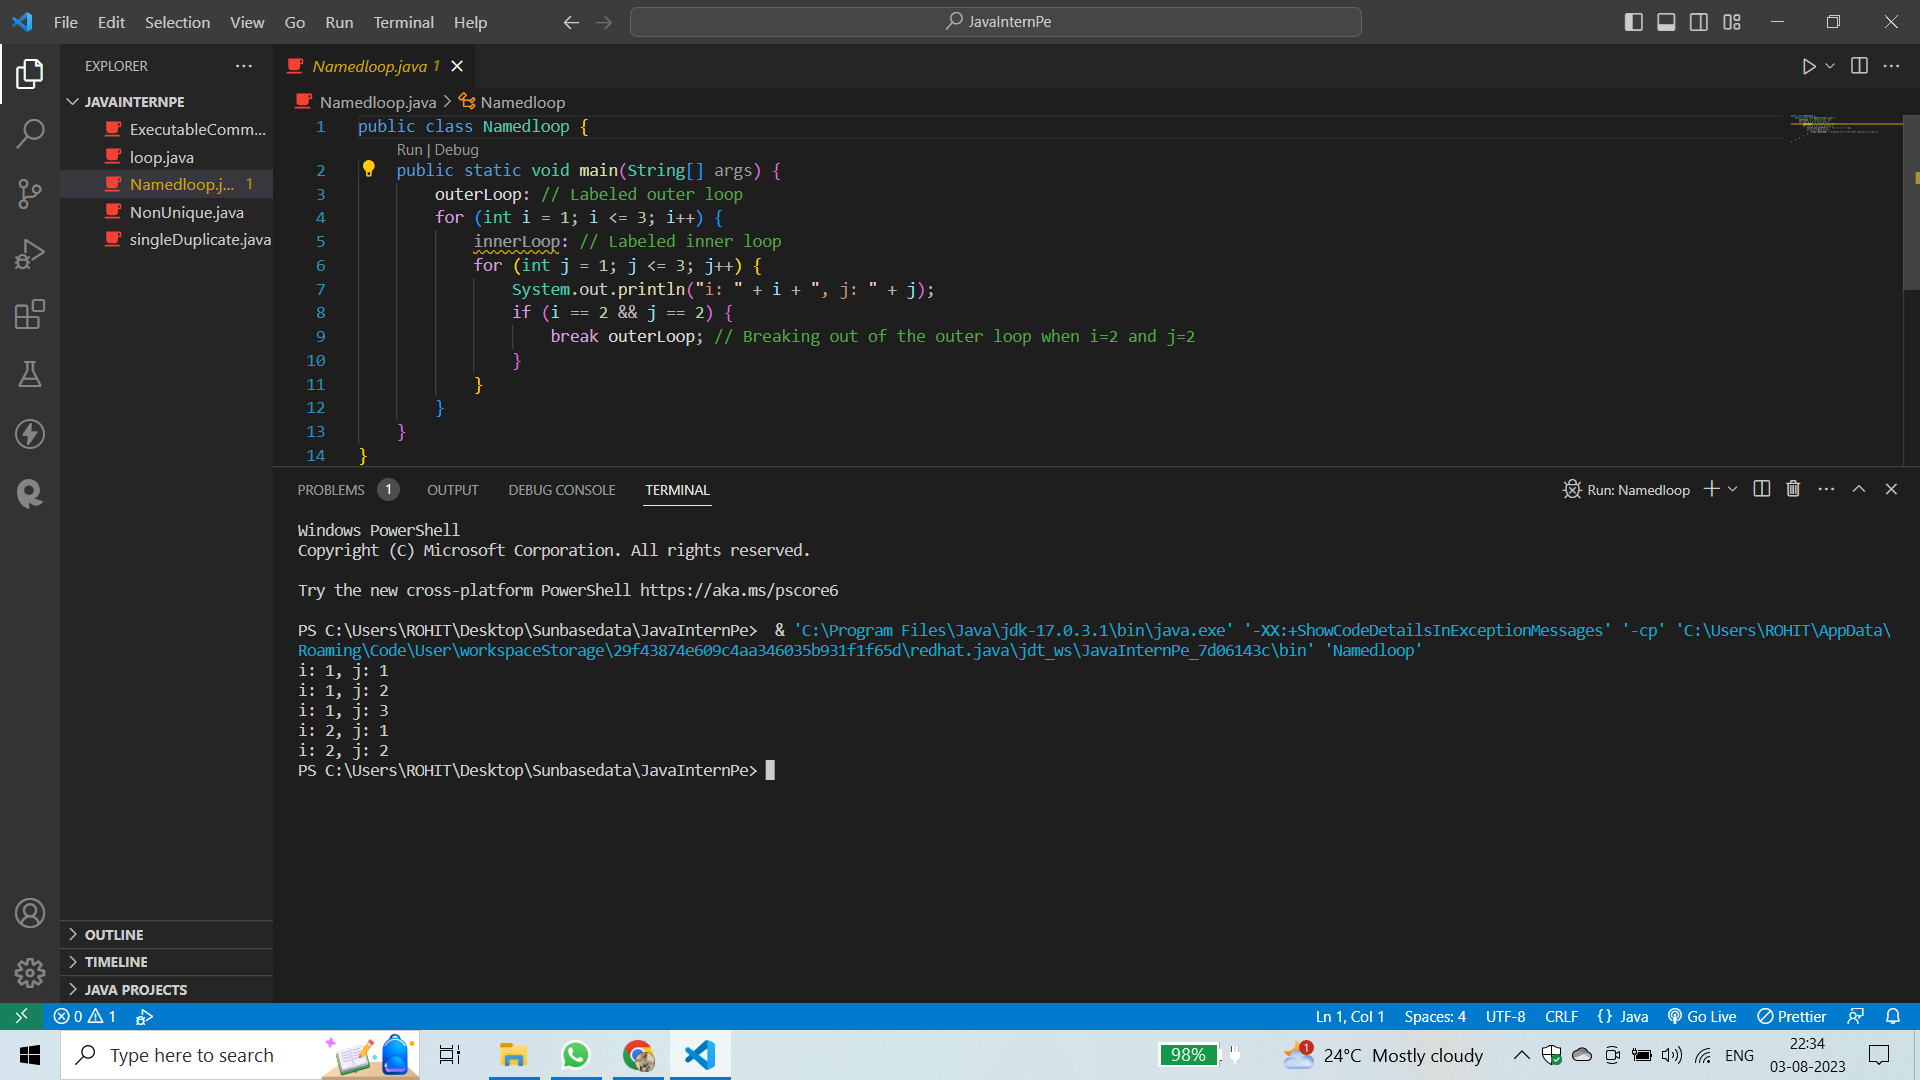 File Edit Selection View Go Run Terminal Help
JavaInternPe
EXPLORER
JAVAINTERNPE
ExecutableComm...
loop.java
Namedloop.j... 1
NonUnique.java
singleDuplicate.java
OUTLINE
TIMELINE
JAVA PROJECTS
Namedloop.java 1
Namedloop.java > Namedloop
1 public class Namedloop {
Run | Debug
2 public static void main(String[] args) {
3 outerLoop: // Labeled outer loop
4 for (int i = 1; i <= 3; i++) {
5 innerLoop: // Labeled inner loop
6 for (int j = 1; j <= 3; j++) {
7 System.out.println("i: " + i + ", j: " + j);
8 if (i == 2 && j == 2) {
9 break outerLoop; // Breaking out of the outer loop when i=2 and j=2
10 }
11 }
12 }
13 }
14 }
PROBLEMS 1 OUTPUT DEBUG CONSOLE TERMINAL
Run: Namedloop
Windows PowerShell
Copyright (C) Microsoft Corporation. All rights reserved.
Try the new cross-platform PowerShell https://aka.ms/pscore6
PS C:\Users\ROHIT\Desktop\Sunbasedata\JavaInternPe> & 'C:\Program Files\Java\jdk-17.0.3.1\bin\java.exe' '-XX:+ShowCodeDetailsInExceptionMessages' '-cp' 'C:\Users\ROHIT\AppData\
Roaming\Code\User\workspaceStorage\29f43874e609c4aa346035b931f1f65d\redhat.java\jdt_ws\JavaInternPe_7d06143c\bin' 'Namedloop'
i: 1, j: 1
i: 1, j: 2
i: 1, j: 3
i: 2, j: 1
i: 2, j: 2
PS C:\Users\ROHIT\Desktop\Sunbasedata\JavaInternPe>
0 1
Ln 1, Col 1 Spaces: 4 UTF-8 CRLF {} Java Go Live Prettier
Type here to search
98%
1
24°C Mostly cloudy
ENG
22:34
03-08-2023